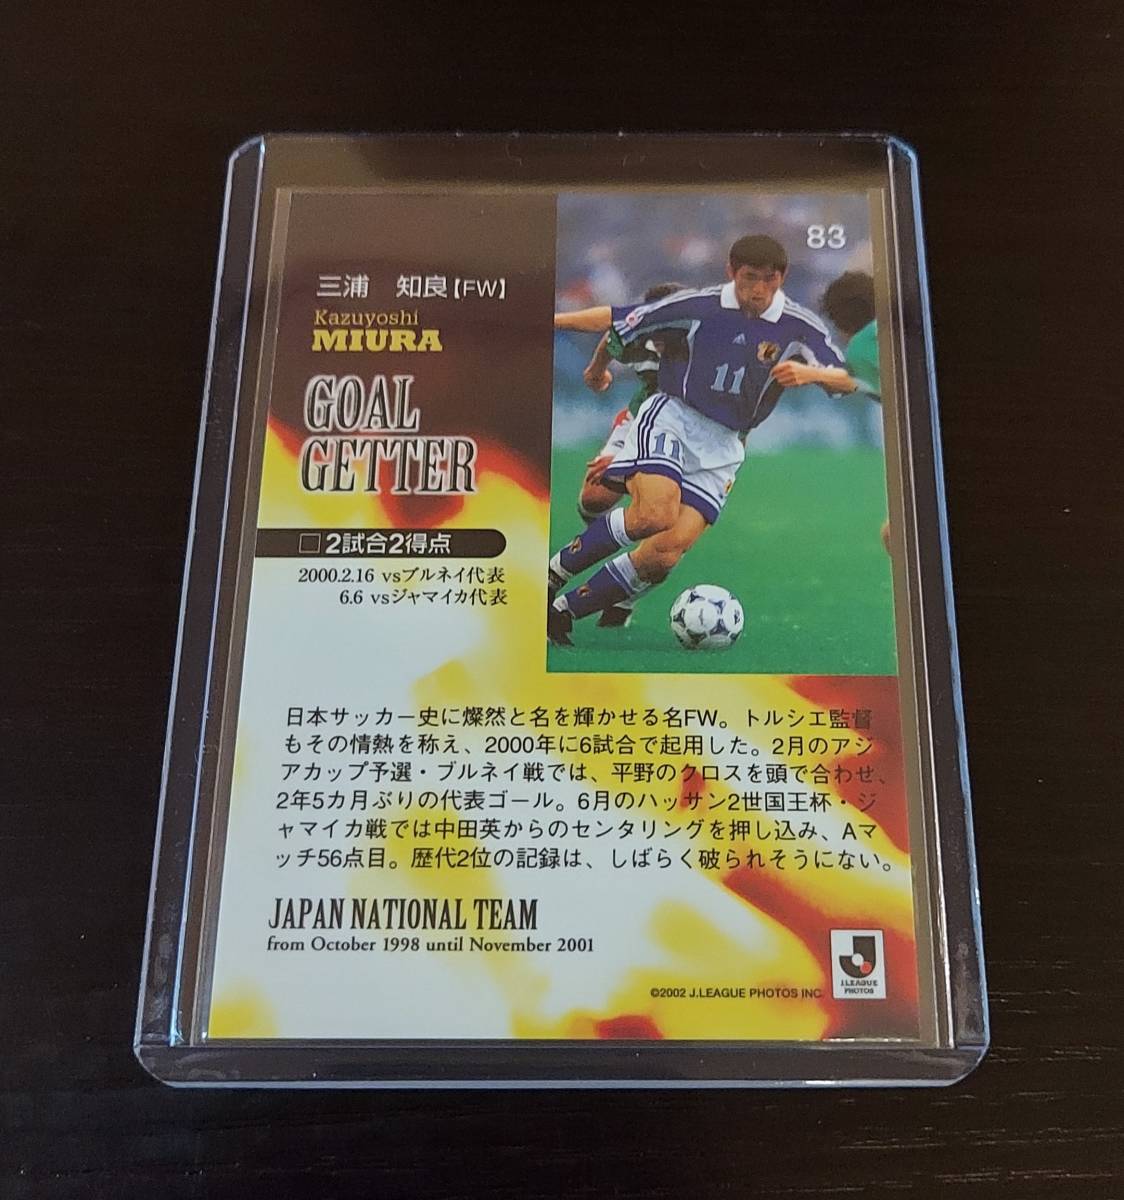 83
三浦　知良【FW】
Kazuyoshi
MIURA
GOAL
GETTER
□2試合2得点
2000.2.16 vsブルネイ代表
6.6 vsジャマイカ代表
11
11
日本サッカー史に燦然と名を輝かせる名FW。トルシエ監督
もその情熱を称え、2000年に6試合で起用した。2月のアジ
アカップ予選・ブルネイ戦では、平野のクロスを頭で合わせ、
2年5カ月ぶりの代表ゴール。6月のハッサン2世国王杯・ジ
ャマイカ戦では中田英からのセンタリングを押し込み、Aマ
ッチ56点目。歴代2位の記録は、しばらく破られそうにない。
JAPAN NATIONAL TEAM
from October 1998 until November 2001
©2002 J.LEAGUE PHOTOS INC.
J.LEAGUE
PHOTOS